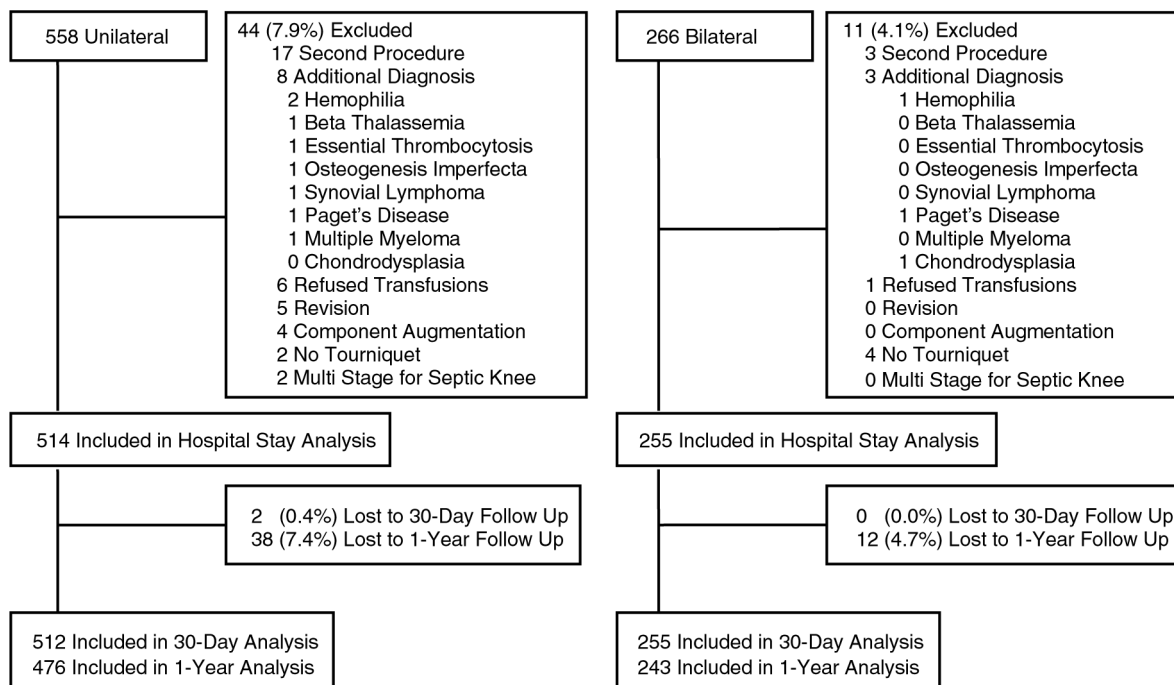 558 Unilateral
44 (7.9%) Excluded
17 Second Procedure
8 Additional Diagnosis
2 Hemophilia
1 Beta Thalassemia
1 Essential Thrombocytosis
1 Osteogenesis Imperfecta
1 Synovial Lymphoma
1 Paget's Disease
1 Multiple Myeloma
0 Chondrodysplasia
6 Refused Transfusions
5 Revision
4 Component Augmentation
2 No Tourniquet
2 Multi Stage for Septic Knee
514 Included in Hospital Stay Analysis
2 (0.4%) Lost to 30-Day Follow Up
38 (7.4%) Lost to 1-Year Follow Up
512 Included in 30-Day Analysis
476 Included in 1-Year Analysis
266 Bilateral
11 (4.1%) Excluded
3 Second Procedure
3 Additional Diagnosis
1 Hemophilia
0 Beta Thalassemia
0 Essential Thrombocytosis
0 Osteogenesis Imperfecta
0 Synovial Lymphoma
1 Paget's Disease
0 Multiple Myeloma
1 Chondrodysplasia
1 Refused Transfusions
0 Revision
0 Component Augmentation
4 No Tourniquet
0 Multi Stage for Septic Knee
255 Included in Hospital Stay Analysis
0 (0.0%) Lost to 30-Day Follow Up
12 (4.7%) Lost to 1-Year Follow Up
255 Included in 30-Day Analysis
243 Included in 1-Year Analysis